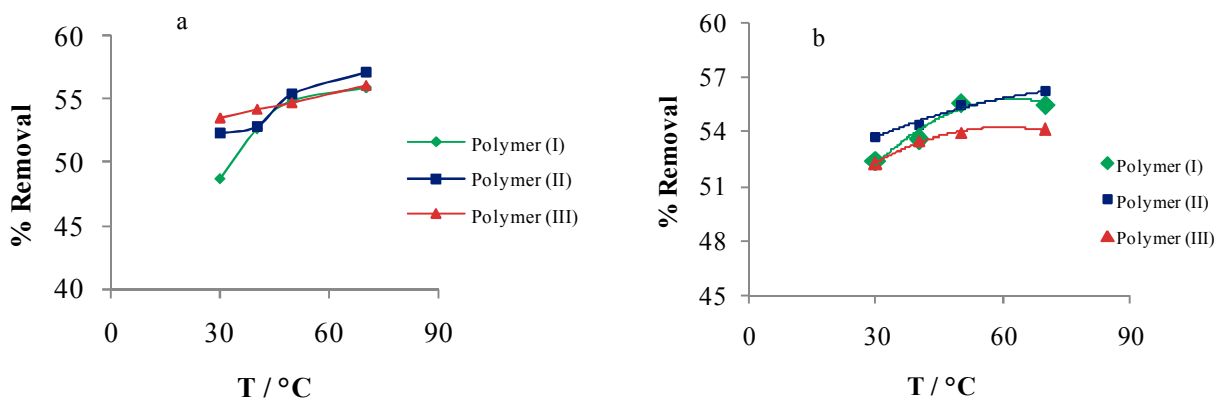 a
60
55
50
45
40
% Removal
0 30 60 90
T / °C
Polymer (I)
Polymer (II)
Polymer (III)
b
60
57
54
51
48
45
% Removal
0 30 60 90
T / °C
Polymer (I)
Polymer (II)
Polymer (III)